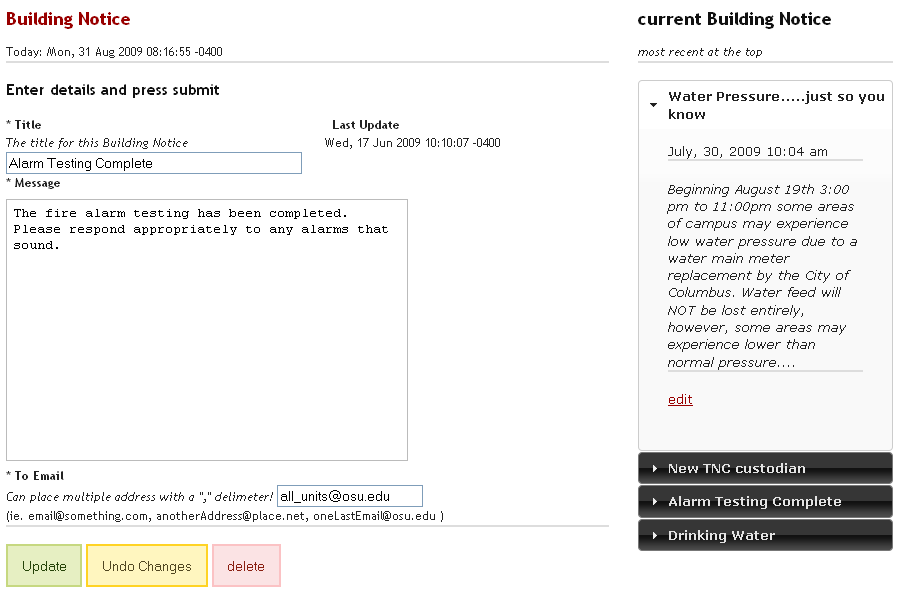 Building Notice
Today: Mon, 31 Aug 2009 08:16:55 -0400
Enter details and press submit
* Title
The title for this Building Notice
Last Update
Wed, 17 Jun 2009 10:10:07 -0400
Alarm Testing Complete
* Message
The fire alarm testing has been completed.
Please respond appropriately to any alarms that
sound.
* To Email
Can place multiple address with a "," delimeter! all_units@osu.edu
(ie. email@something.com, anotherAddress@place.net, oneLastEmail@osu.edu )
Update
Undo Changes
delete
current Building Notice
most recent at the top
Water Pressure.....just so you
know
July, 30, 2009 10:04 am
Beginning August 19th 3:00
pm to 11:00pm some areas
of campus may experience
low water pressure due to a
water main meter
replacement by the City of
Columbus. Water feed will
NOT be lost entirely,
however, some areas may
experience lower than
normal pressure....
edit
New TNC custodian
Alarm Testing Complete
Drinking Water